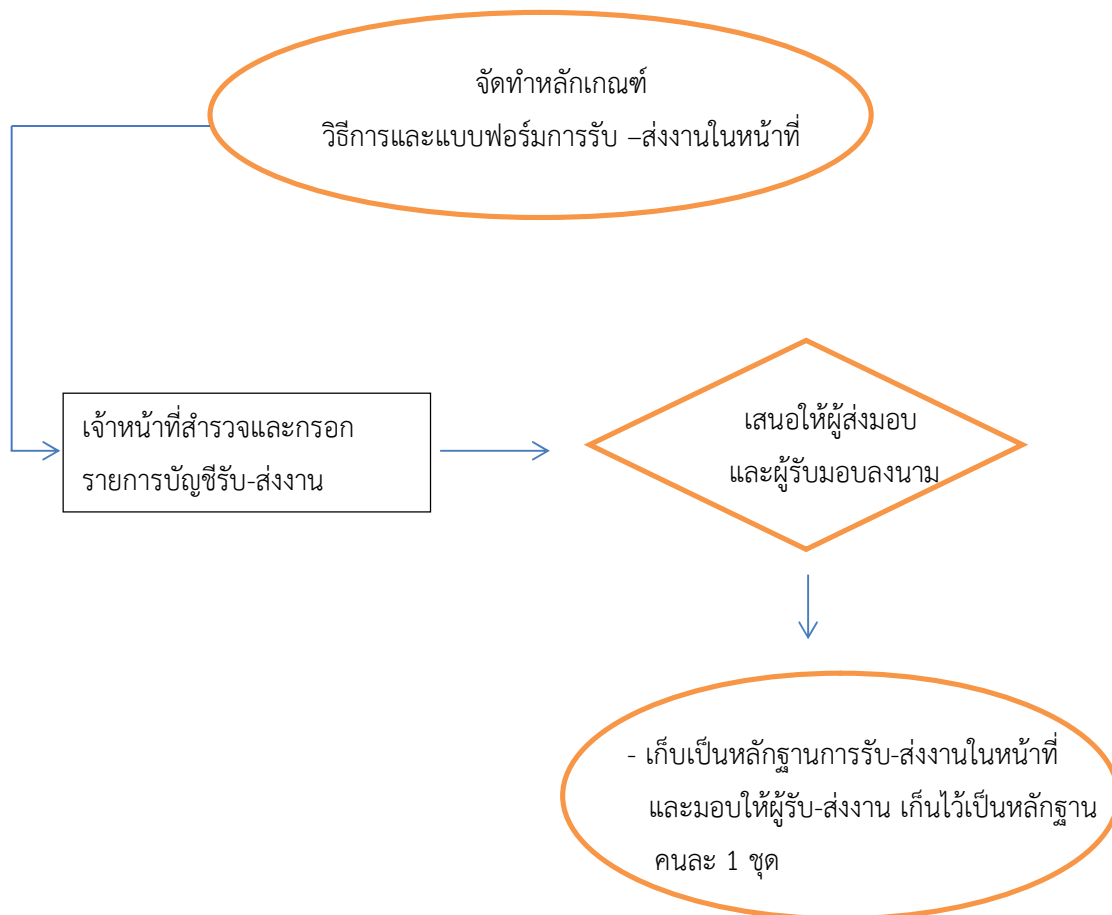 จัดทำหลักเกณฑ์
วิธีการและแบบฟอร์มการรับ –ส่งงานในหน้าที่
เจ้าหน้าที่สำรวจและกรอก
รายการบัญชีรับ-ส่งงาน
เสนอให้ผู้ส่งมอบ
และผู้รับมอบลงนาม
- เก็บเป็นหลักฐานการรับ-ส่งงานในหน้าที่
และมอบให้ผู้รับ-ส่งงาน เก็นไว้เป็นหลักฐาน
คนละ 1 ชุด